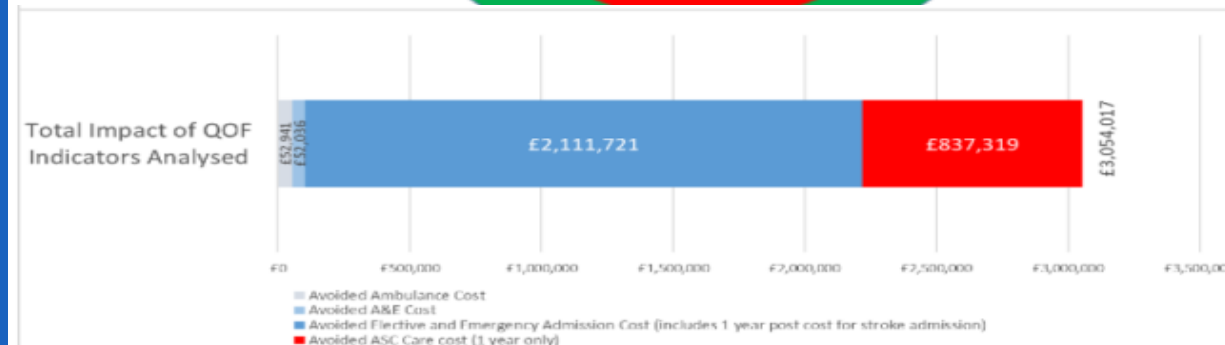 Total Impact of QOF
Indicators Analysed
£52,941
£52,036
£2,111,721
£837,319
£3,054,017
£0
£500,000
£1,000,000
£1,500,000
£2,000,000
£2,500,000
£3,000,000
£3,500,00
Avoided Ambulance Cost
Avoided A&E Cost
Avoided Elective and Emergency Admission Cost (includes 1 year post cost for stroke admission)
Avoided ASC Care cost (1 year only)